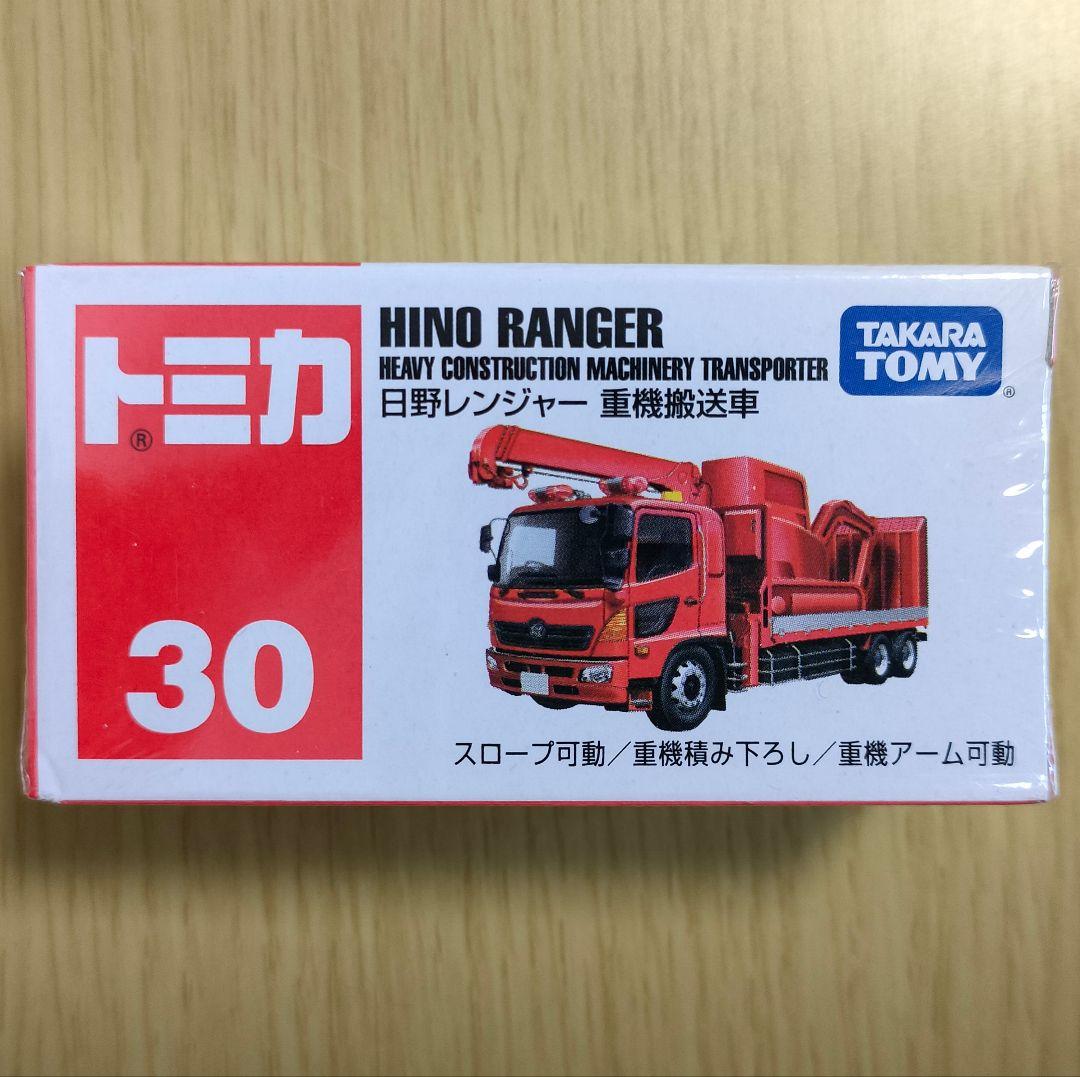 トミカ
®
30
HINO RANGER
HEAVY CONSTRUCTION MACHINERY TRANSPORTER
日野レンジャー 重機搬送車
TAKARA
TOMY
®
スロープ可動／重機積み下ろし／重機アーム可動